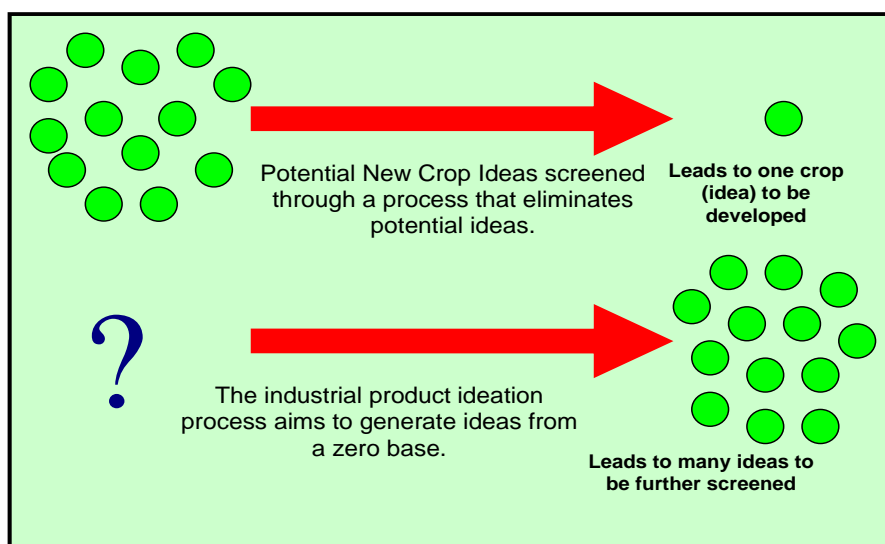 Potential New Crop Ideas screened
through a process that eliminates
potential ideas.
Leads to one crop
(idea) to be
developed
?
The industrial product ideation
process aims to generate ideas from
a zero base.
Leads to many ideas to
be further screened